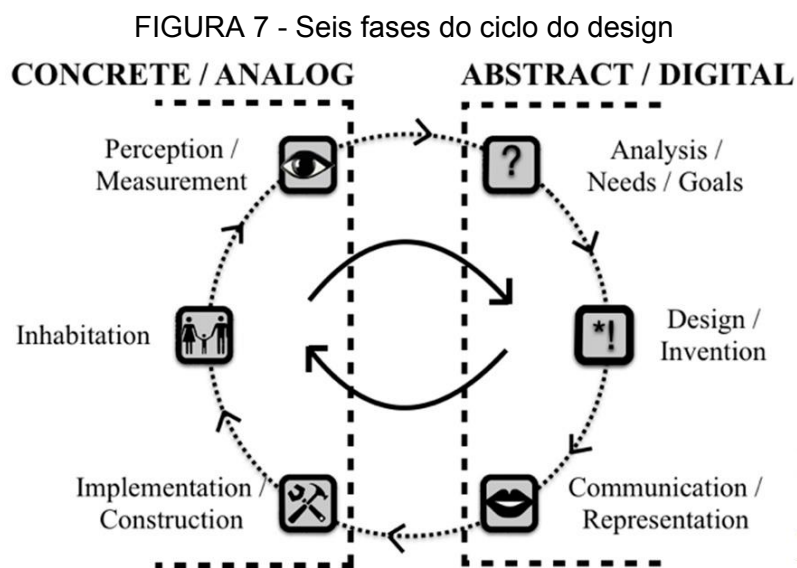 FIGURA 7 - Seis fases do ciclo do design
CONCRETE / ANALOG
ABSTRACT / DIGITAL
Perception /
Measurement
?
Analysis /
Needs / Goals
Inhabitation
*!
Design /
Invention
Implementation /
Construction
Communication /
Representation